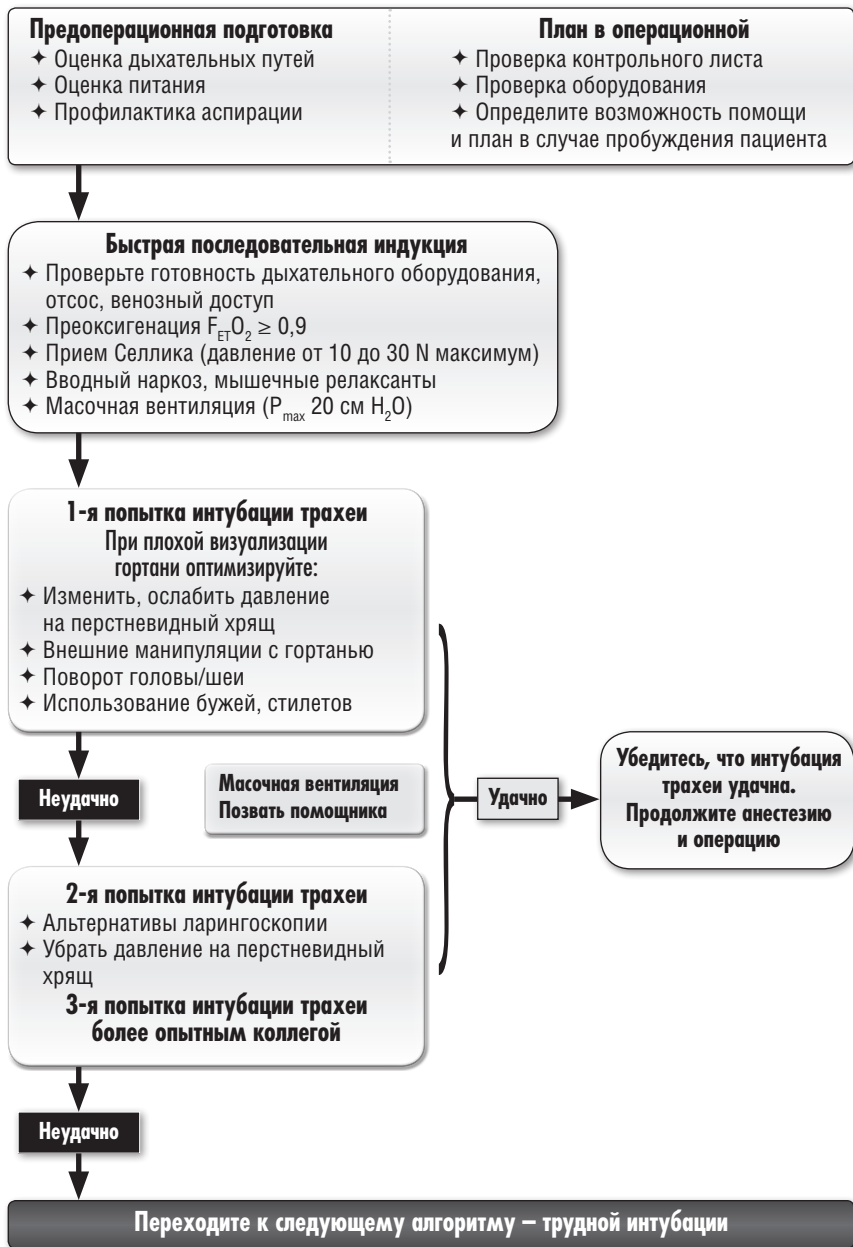 Предоперационная подготовка
✦ Оценка дыхательных путей
✦ Оценка питания
✦ Профилактика аспирации
План в операционной
✦ Проверка контрольного листа
✦ Проверка оборудования
✦ Определите возможность помощи
и план в случае пробуждения пациента
Быстрая последовательная индукция
✦ Проверьте готовность дыхательного оборудования,
отсос, венозный доступ
✦ Преоксигенация F_ET O₂ ≥ 0,9
✦ Прием Селлика (давление от 10 до 30 N максимум)
✦ Вводный наркоз, мышечные релаксанты
✦ Масочная вентиляция (P_max 20 см H₂O)
1-я попытка интубации трахеи
При плохой визуализации
гортани оптимизируйте:
✦ Изменить, ослабить давление
на перстневидный хрящ
✦ Внешние манипуляции с гортанью
✦ Поворот головы/шеи
✦ Использование бужей, стилетов
Неудачно
Масочная вентиляция
Позвать помощника
Удачно
Убедитесь, что интубация
трахеи удачна.
Продолжите анестезию
и операцию
2-я попытка интубации трахеи
✦ Альтернативы ларингоскопии
✦ Убрать давление на перстневидный
хрящ
3-я попытка интубации трахеи
более опытным коллегой
Неудачно
Переходите к следующему алгоритму – трудной интубации